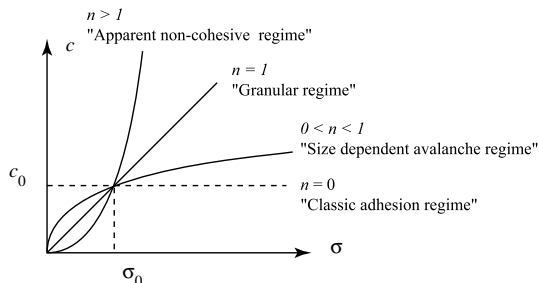 n > 1
"Apparent non-cohesive regime"
c
n = 1
"Granular regime"
0 < n < 1
"Size dependent avalanche regime"
c₀
n = 0
"Classic adhesion regime"
σ
σ₀